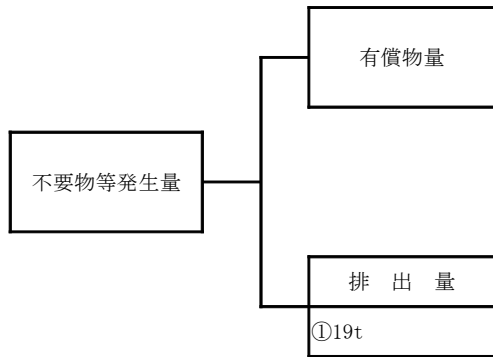 有償物量
不要物等発生量
排　出　量
①19t